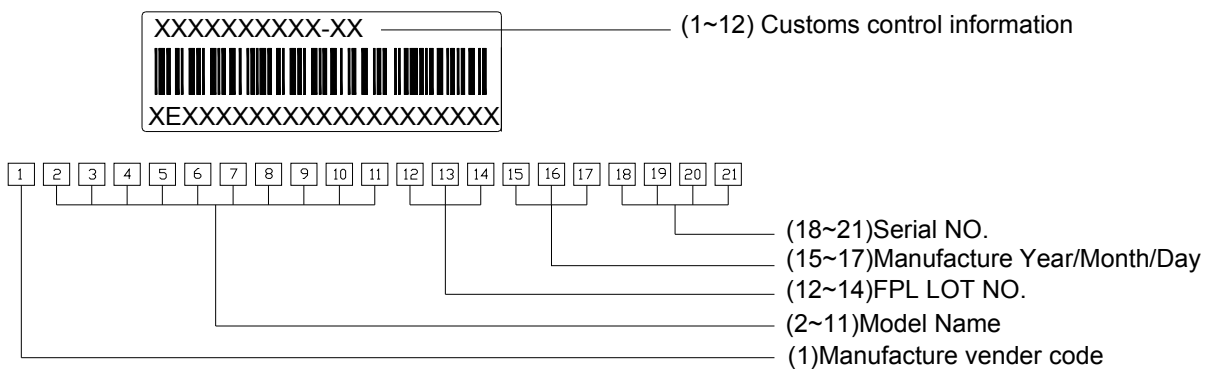 XXXXXXXXXX-XX
(1~12) Customs control information
XEXXXXXXXXXXXXXXXXXXX
1 2 3 4 5 6 7 8 9 10 11 12 13 14 15 16 17 18 19 20 21
(18~21)Serial NO.
(15~17)Manufacture Year/Month/Day
(12~14)FPL LOT NO.
(2~11)Model Name
(1)Manufacture vender code